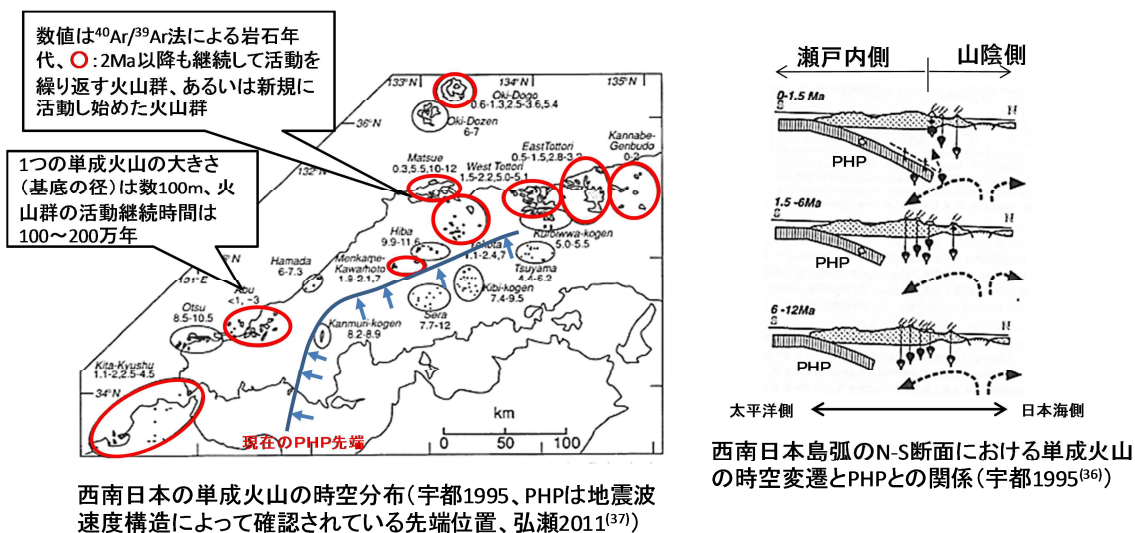 数値は40Ar/39Ar法による岩石年
代、○:2Ma以降も継続して活動を
繰り返す火山群、あるいは新規に
活動し始めた火山群
1つの単成火山の大きさ
(基底の径)は数100m、火
山群の活動継続時間は
100～200万年
133°N
134°N
135°N
Oki-Dogo
0.6-1.3,2.5-3.6,5.4
36°N
Oki-Dozen
6-7
132°N
Matsue
0.3,5.5,10-12
West Tottori
1.5-2.2,5.0-5.1
East Tottori
0.5-1.5,2.8-3.2
Kannabe-
Genbudo
0-2
Hiba
9.9-11.6
Yokota
1.1-2.4,7
Kuroiwwa-kogen
5.0-5.5
Menkame-
Kawamoto
1.8-2.1,7
Tsuyama
4.4-6.2
Hamada
6-7.3
131°E
Abu
<1, -3
Kibi-kogen
7.4-9.5
Sera
7.7-12
Otsu
8.5-10.5
Kanmuri-kogen
8.2-8.9
Kita-Kyushu
1.1-2,2.5-4.5
34°N
km
0 50 100
現在のPHP先端
西南日本の単成火山の時空分布(宇都1995、PHPは地震波
速度構造によって確認されている先端位置、弘瀬2011(37))
瀬戸内側
山陰側
0-1.5 Ma
S
N
PHP
1.5-6Ma
S
N
PHP
6-12Ma
S
N
PHP
太平洋側
日本海側
西南日本島弧のN-S断面における単成火山
の時空変遷とPHPとの関係(宇都1995(36))